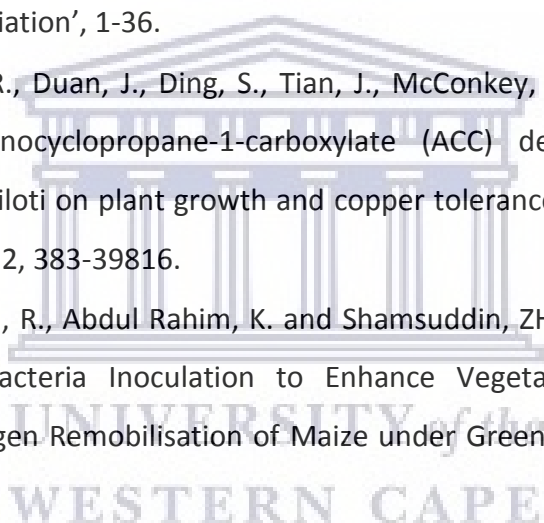 iation’, 1-36.
R., Duan, J., Ding, S., Tian, J., McConkey,
nocyclopropane-1-carboxylate (ACC) de
iloti on plant growth and copper tolerance
2, 383-39816.
, R., Abdul Rahim, K. and Shamsuddin, ZH
acteria Inoculation to Enhance Vegeta
gen Remobilisation of Maize under Green
UNIVERSITY of the
WESTERN CAPE